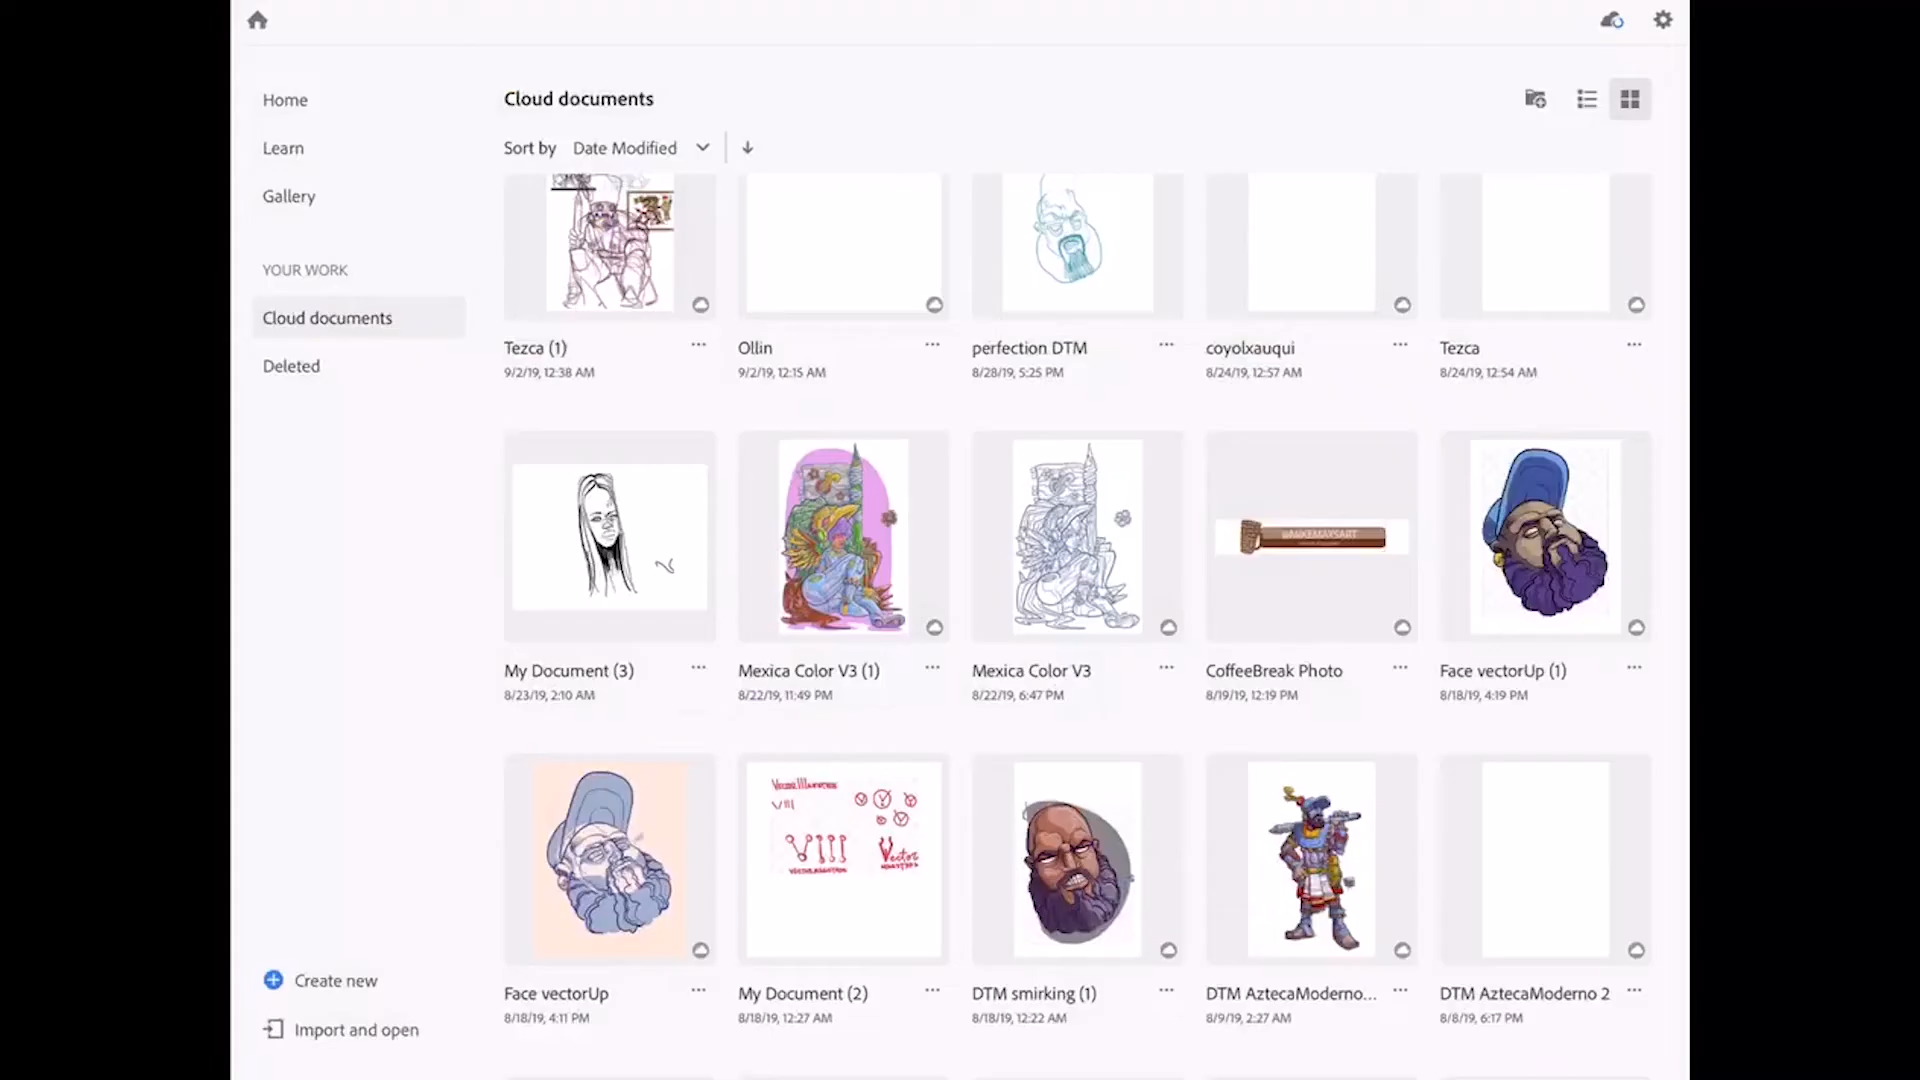 Home
Learn
Gallery
YOUR WORK
Cloud documents
Deleted
Create new
Import and open
Cloud documents
Sort by Date Modified
Tezca (1)
9/2/19, 12:38 AM
Ollin
9/2/19, 12:15 AM
perfection DTM
8/28/19, 5:25 PM
coyolxauqui
8/24/19, 12:57 AM
Tezca
8/24/19, 12:54 AM
My Document (3)
8/23/19, 2:10 AM
Mexica Color V3 (1)
8/22/19, 11:49 PM
Mexica Color V3
8/22/19, 6:47 PM
CoffeeBreak Photo
8/19/19, 12:19 PM
Face vectorUp (1)
8/18/19, 4:19 PM
Vector
Face vectorUp
8/18/19, 4:11 PM
My Document (2)
8/18/19, 12:27 AM
DTM smirking (1)
8/18/19, 12:22 AM
DTM AztecaModerno...
8/9/19, 2:27 AM
DTM AztecaModerno 2
8/8/19, 6:17 PM